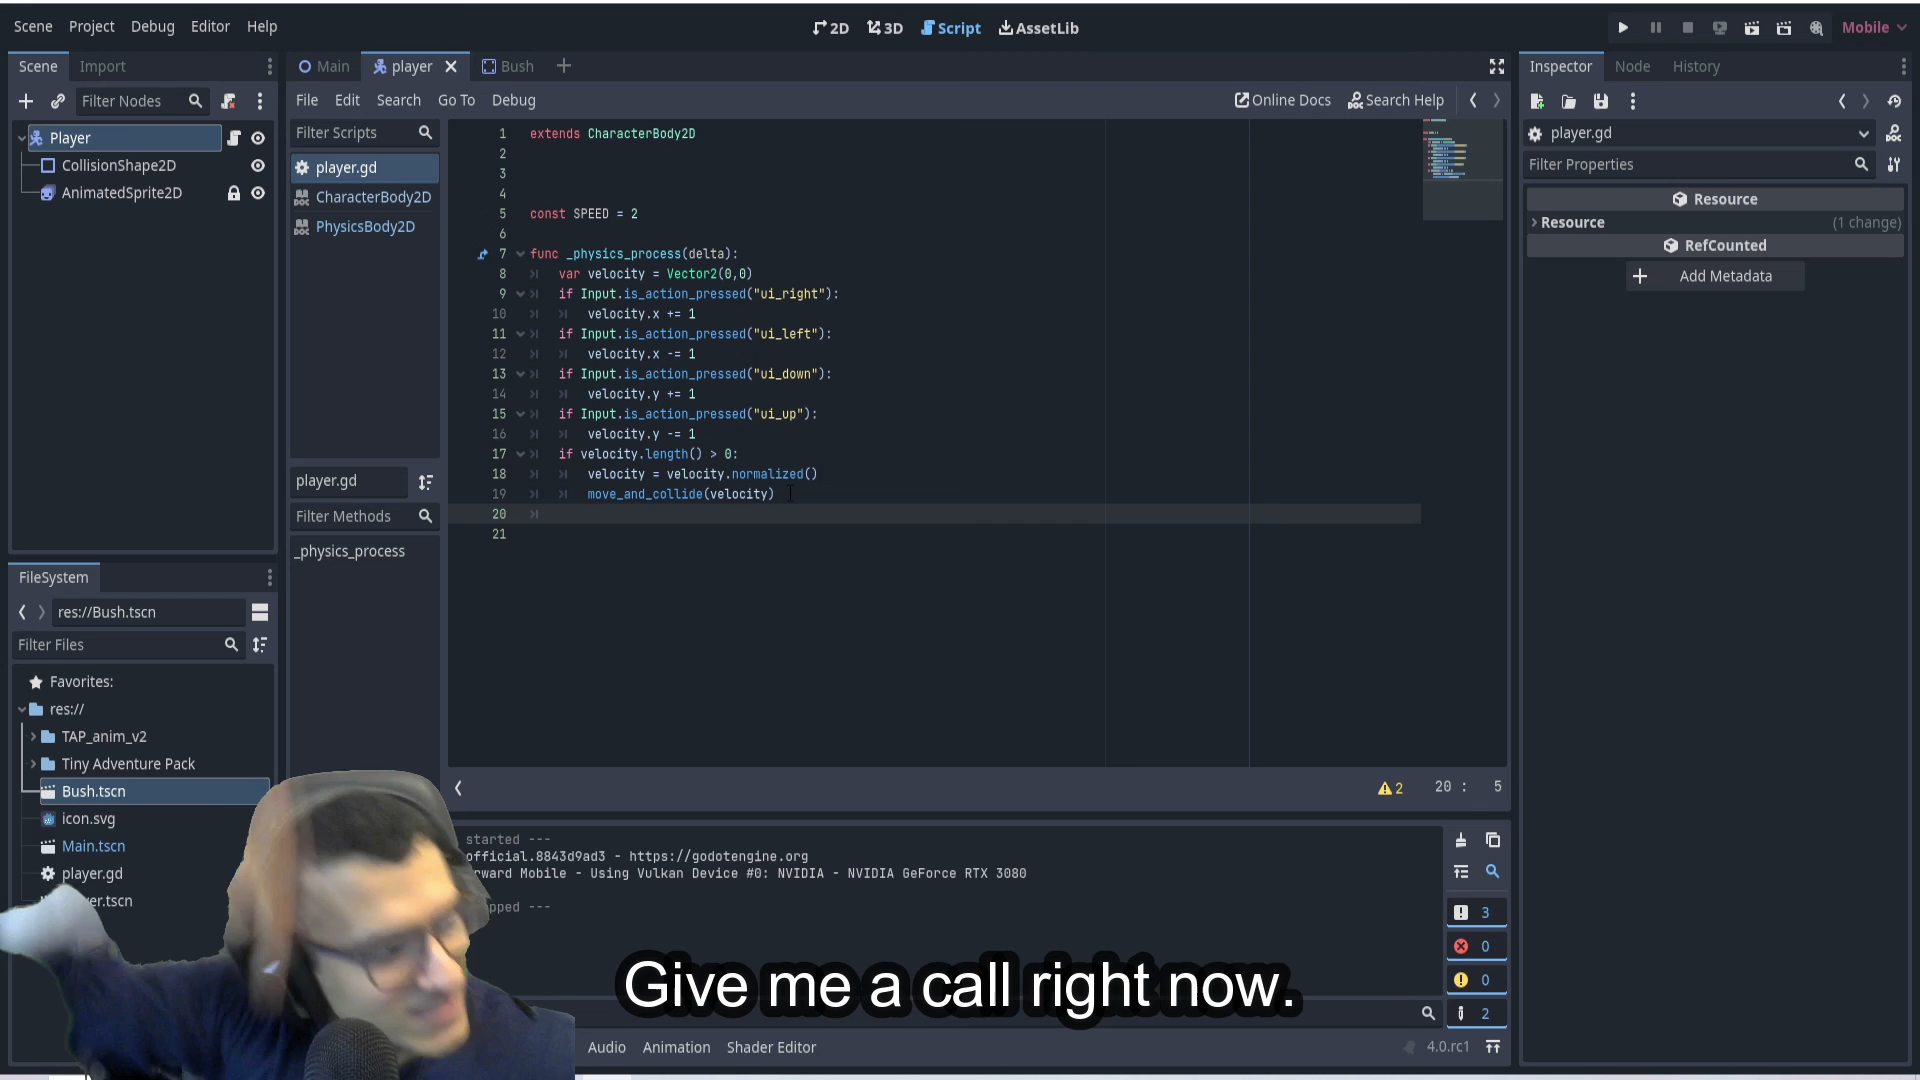 Scene Project Debug Editor Help
2D 3D Script AssetLib
Mobile
Scene Import
Filter Nodes
Player
CollisionShape2D
AnimatedSprite2D
Main player Bush
File Edit Search Go To Debug
Online Docs Search Help
Filter Scripts
player.gd
CharacterBody2D
PhysicsBody2D
player.gd
Filter Methods
_physics_process
1 extends CharacterBody2D
2
3
4
5 const SPEED = 2
6
7 func _physics_process(delta):
8 var velocity = Vector2(0,0)
9 if Input.is_action_pressed("ui_right"):
10 velocity.x += 1
11 if Input.is_action_pressed("ui_left"):
12 velocity.x -= 1
13 if Input.is_action_pressed("ui_down"):
14 velocity.y += 1
15 if Input.is_action_pressed("ui_up"):
16 velocity.y -= 1
17 if velocity.length() > 0:
18 velocity = velocity.normalized()
19 move_and_collide(velocity)
20
21
2 20 : 5
Inspector Node History
player.gd
Filter Properties
Resource
Resource (1 change)
RefCounted
Add Metadata
FileSystem
res://Bush.tscn
Filter Files
Favorites:
res://
TAP_anim_v2
Tiny Adventure Pack
Bush.tscn
icon.svg
Main.tscn
player.gd
er.tscn
started ---
official.8843d9ad3 - https://godotengine.org
rward Mobile - Using Vulkan Device #0: NVIDIA - NVIDIA GeForce RTX 3080
pped ---
3
0
0
2
Give me a call right now.
Audio Animation Shader Editor
4.0.rc1